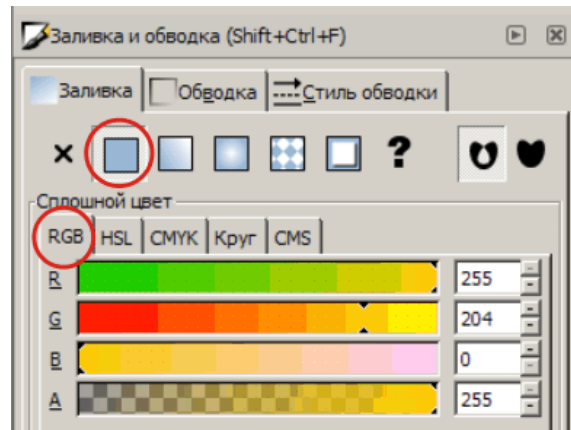 Заливка и обводка (Shift+Ctrl+F)
Заливка Обводка Стиль обводки
?
Сплошной цвет
RGB HSL CMYK Круг CMS
R 255
G 204
B 0
A 255